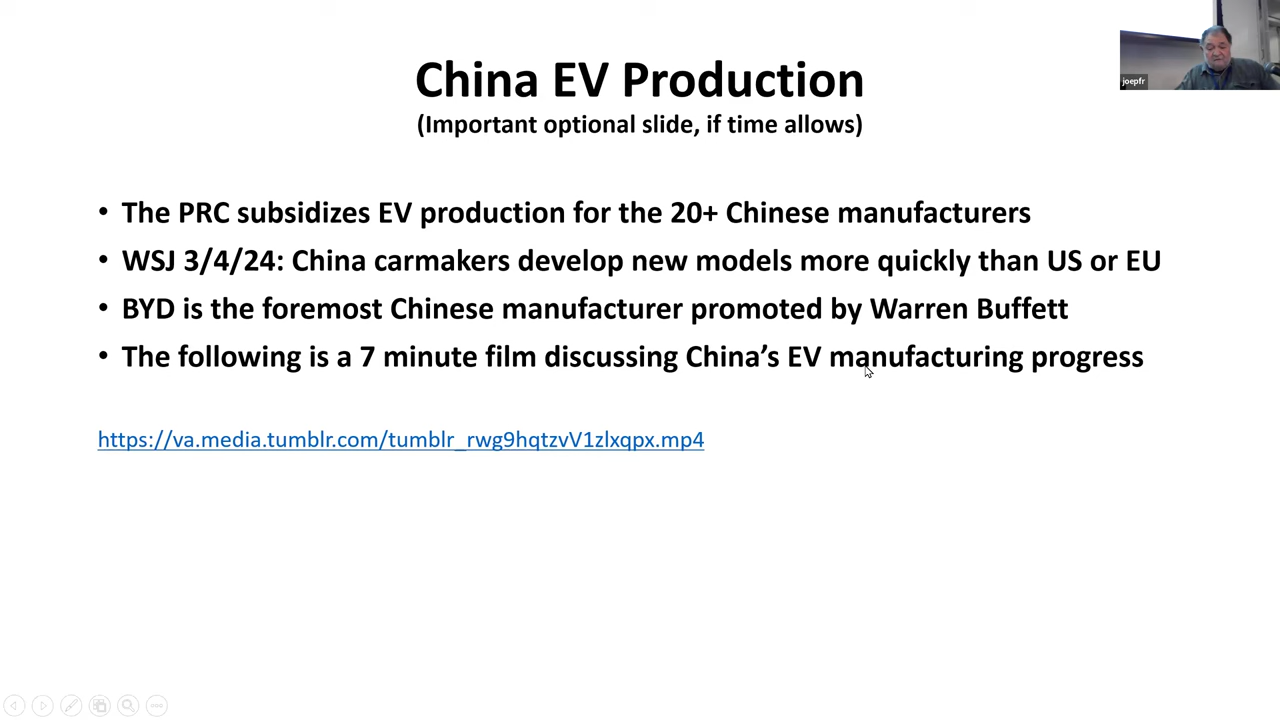 China EV Production
(Important optional slide, if time allows)
• The PRC subsidizes EV production for the 20+ Chinese manufacturers
• WSJ 3/4/24: China carmakers develop new models more quickly than US or EU
• BYD is the foremost Chinese manufacturer promoted by Warren Buffett
• The following is a 7 minute film discussing China’s EV manufacturing progress
https://va.media.tumblr.com/tumblr_rwg9hqtzvV1zlxqpx.mp4
joepfr